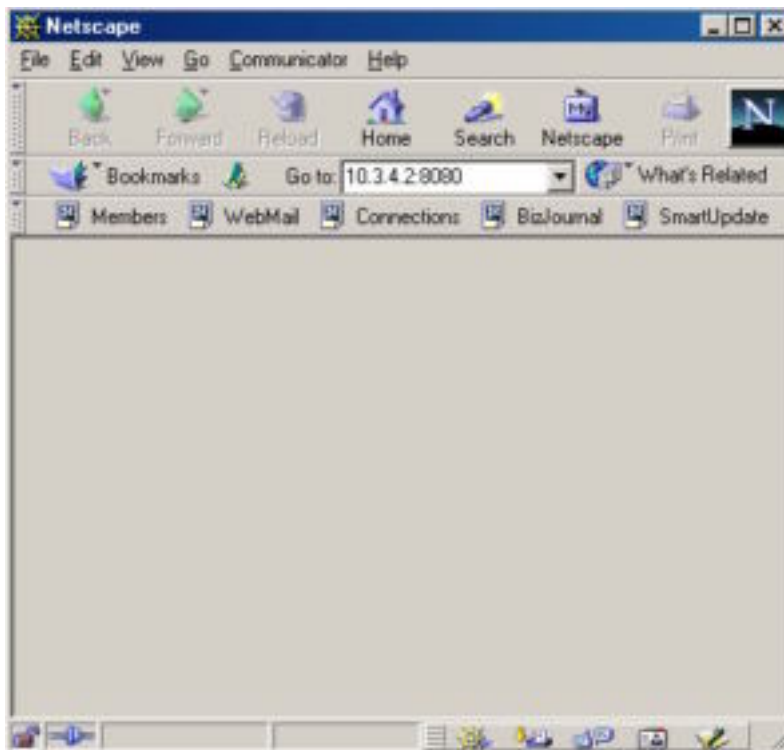 Netscape
File Edit View Go Communicator Help
Back Forward Reload Home Search Netscape Print N
Bookmarks Go to: 10.3.4.2:8080 What's Related
Members WebMail Connections BizJournal SmartUpdate